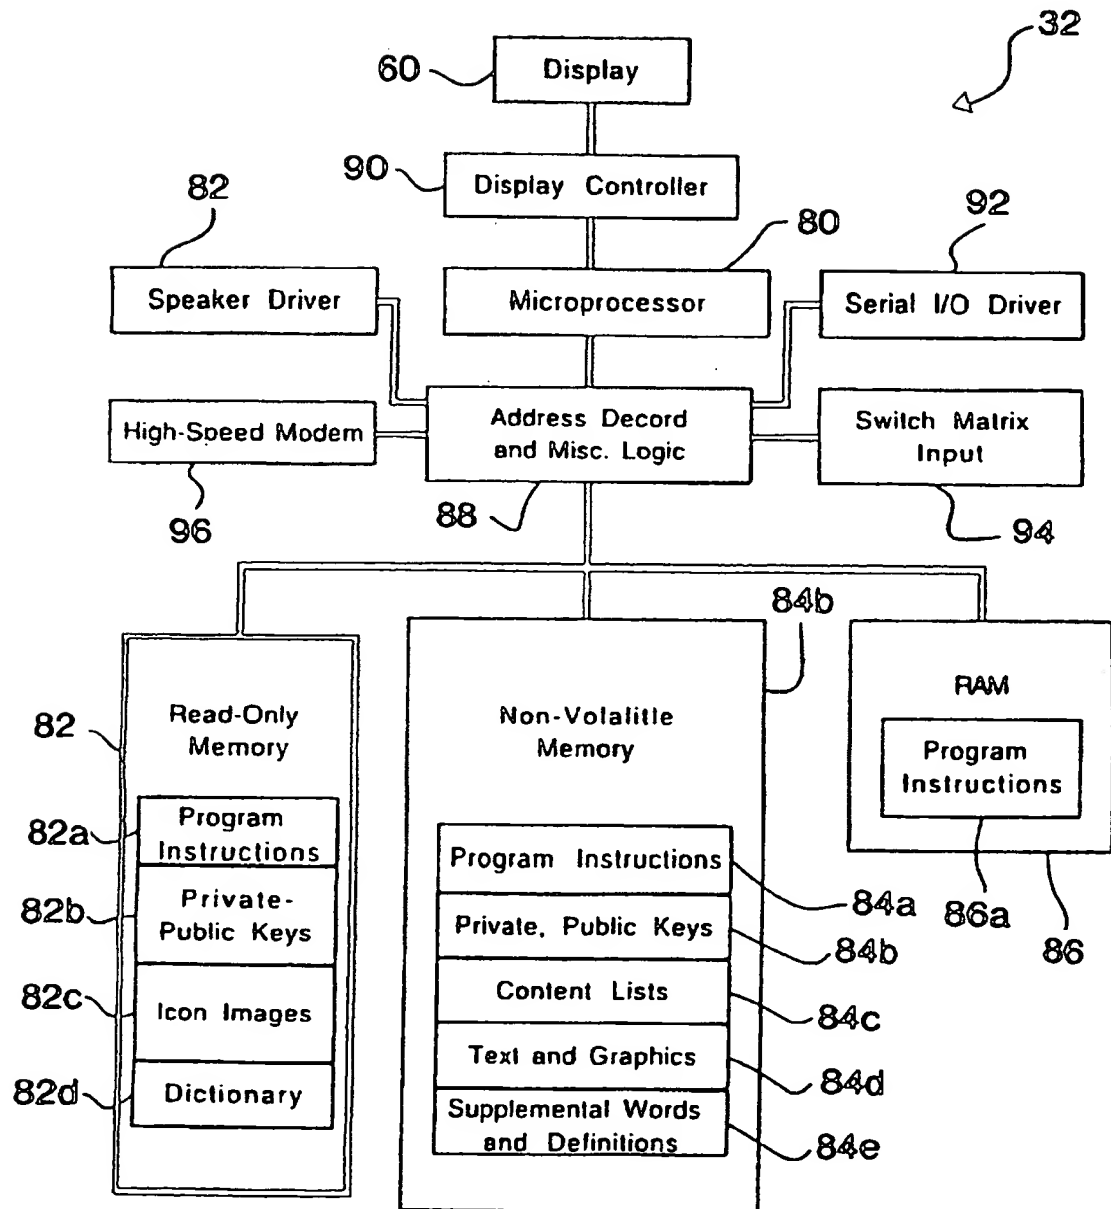 32
60
Display
90
Display Controller
82
80
92
Speaker Driver
Microprocessor
Serial I/O Driver
High-Speed Modem
Address Decord
and Misc. Logic
Switch Matrix
Input
96
88
94
84b
82
Read-Only
Memory
Non-Volalitle
Memory
RAM
Program
Instructions
82a
Program
Instructions
82b
Private-
Public Keys
82c
Icon Images
82d
Dictionary
Program Instructions
84a
Private, Public Keys
84b
Content Lists
84c
Text and Graphics
84d
Supplemental Words
and Definitions
84e
86a
86